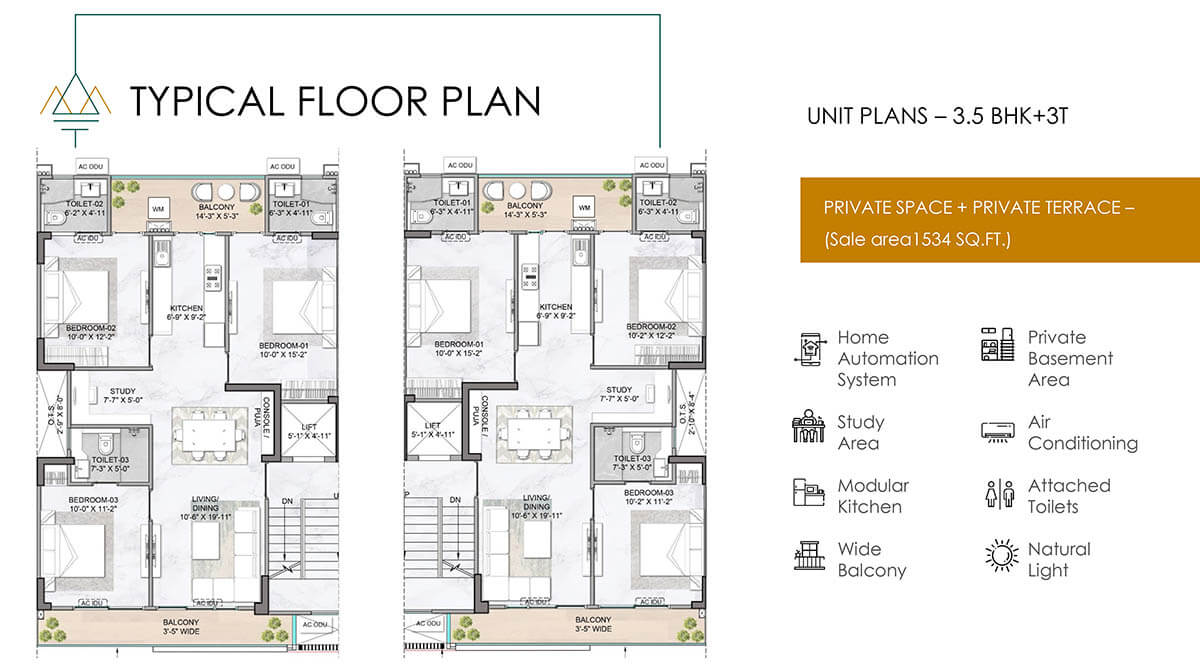 TYPICAL FLOOR PLAN
UNIT PLANS – 3.5 BHK+3T
PRIVATE SPACE + PRIVATE TERRACE –
(Sale area1534 SQ.FT.)
Home
Automation
System
Private
Basement
Area
Study
Area
Air
Conditioning
Modular
Kitchen
Attached
Toilets
Wide
Balcony
Natural
Light
AC ODU
AC ODU
TOILET-02
6'-2" X 4'-11
WM
BALCONY
14'-3" X 5'-3"
TOILET-01
6'-3" X 4'-11"
AC IDU
AC IDU
KITCHEN
6'-9" X 9'-2"
BEDROOM-02
10'-0" X 12'-2"
BEDROOM-01
10'-0" X 15'-2"
STUDY
7'-7" X 5'-0"
CONSOLE /
PUJA
LIFT
5'-1" X 4'-11"
TOILET-03
7'-3" X 5'-0"
BEDROOM-03
10'-0" X 11'-2"
LIVING/
DINING
10'-6" X 19'-11"
DN
AC IDU
AC IDU
BALCONY
3'-5" WIDE
AC ODU
AC ODU
AC ODU
TOILET-01
6'-3" X 4'-11"
BALCONY
14'-3" X 5'-3"
WM
TOILET-02
6'-3" X 4'-11
AC IDU
AC IDU
KITCHEN
6'-9" X 9'-2"
BEDROOM-01
10'-0" X 15'-2"
BEDROOM-02
10'-2" X 12'-2"
STUDY
7'-7" X 5'-0"
O.T.S
2'-10" X 8'-4"
CONSOLE /
PUJA
LIFT
5'-1" X 4'-11"
TOILET-03
7'-3" X 5'-0"
BEDROOM-03
10'-2" X 11'-2"
LIVING/
DINING
10'-6" X 19'-11"
DN
AC IDU
AC IDU
AC ODU
BALCONY
3'-5" WIDE